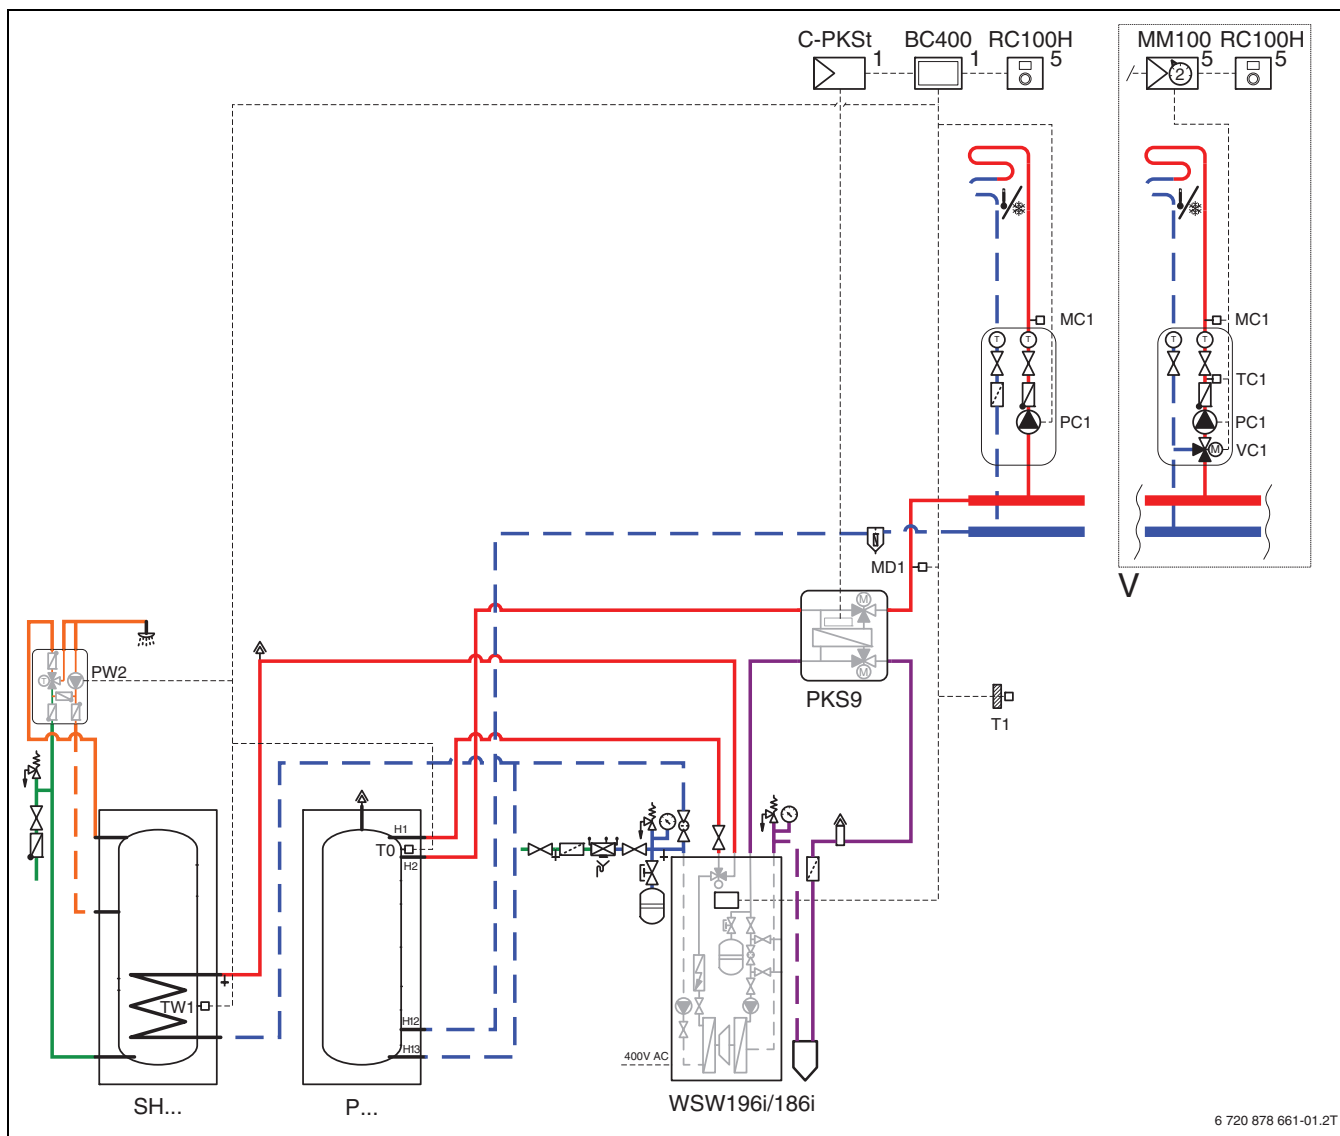 C-PKSt BC400 RC100H MM100 RC100H
1 1 5 5 5
2
MC1 MC1
T T T T
TC1
PC1 PC1
M VC1
MD1
V
M
PW2
T
M
PKS9
T1
H1
T0
H2
TW1
H12
H13
400V AC
SH... P... WSW196i/186i
6 720 878 661-01.2T